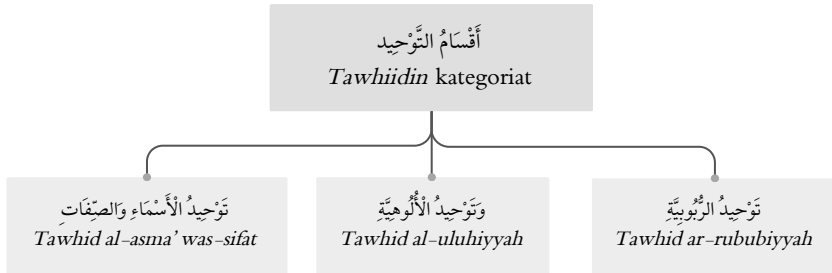 أَقْسَامُ التَّوْحِيد
Tawhiidin kategoriat
تَوْحِيدُ الْأَسْمَاءِ وَالصِّفَاتِ
Tawhid al-asma’ was-sifat
وَتَوْحِيدُ الْأُلُوهِيَّةِ
Tawhid al-uluhiyyah
تَوْحِيدُ الرُّبُوبِيَّةِ
Tawhid ar-rububiyyah